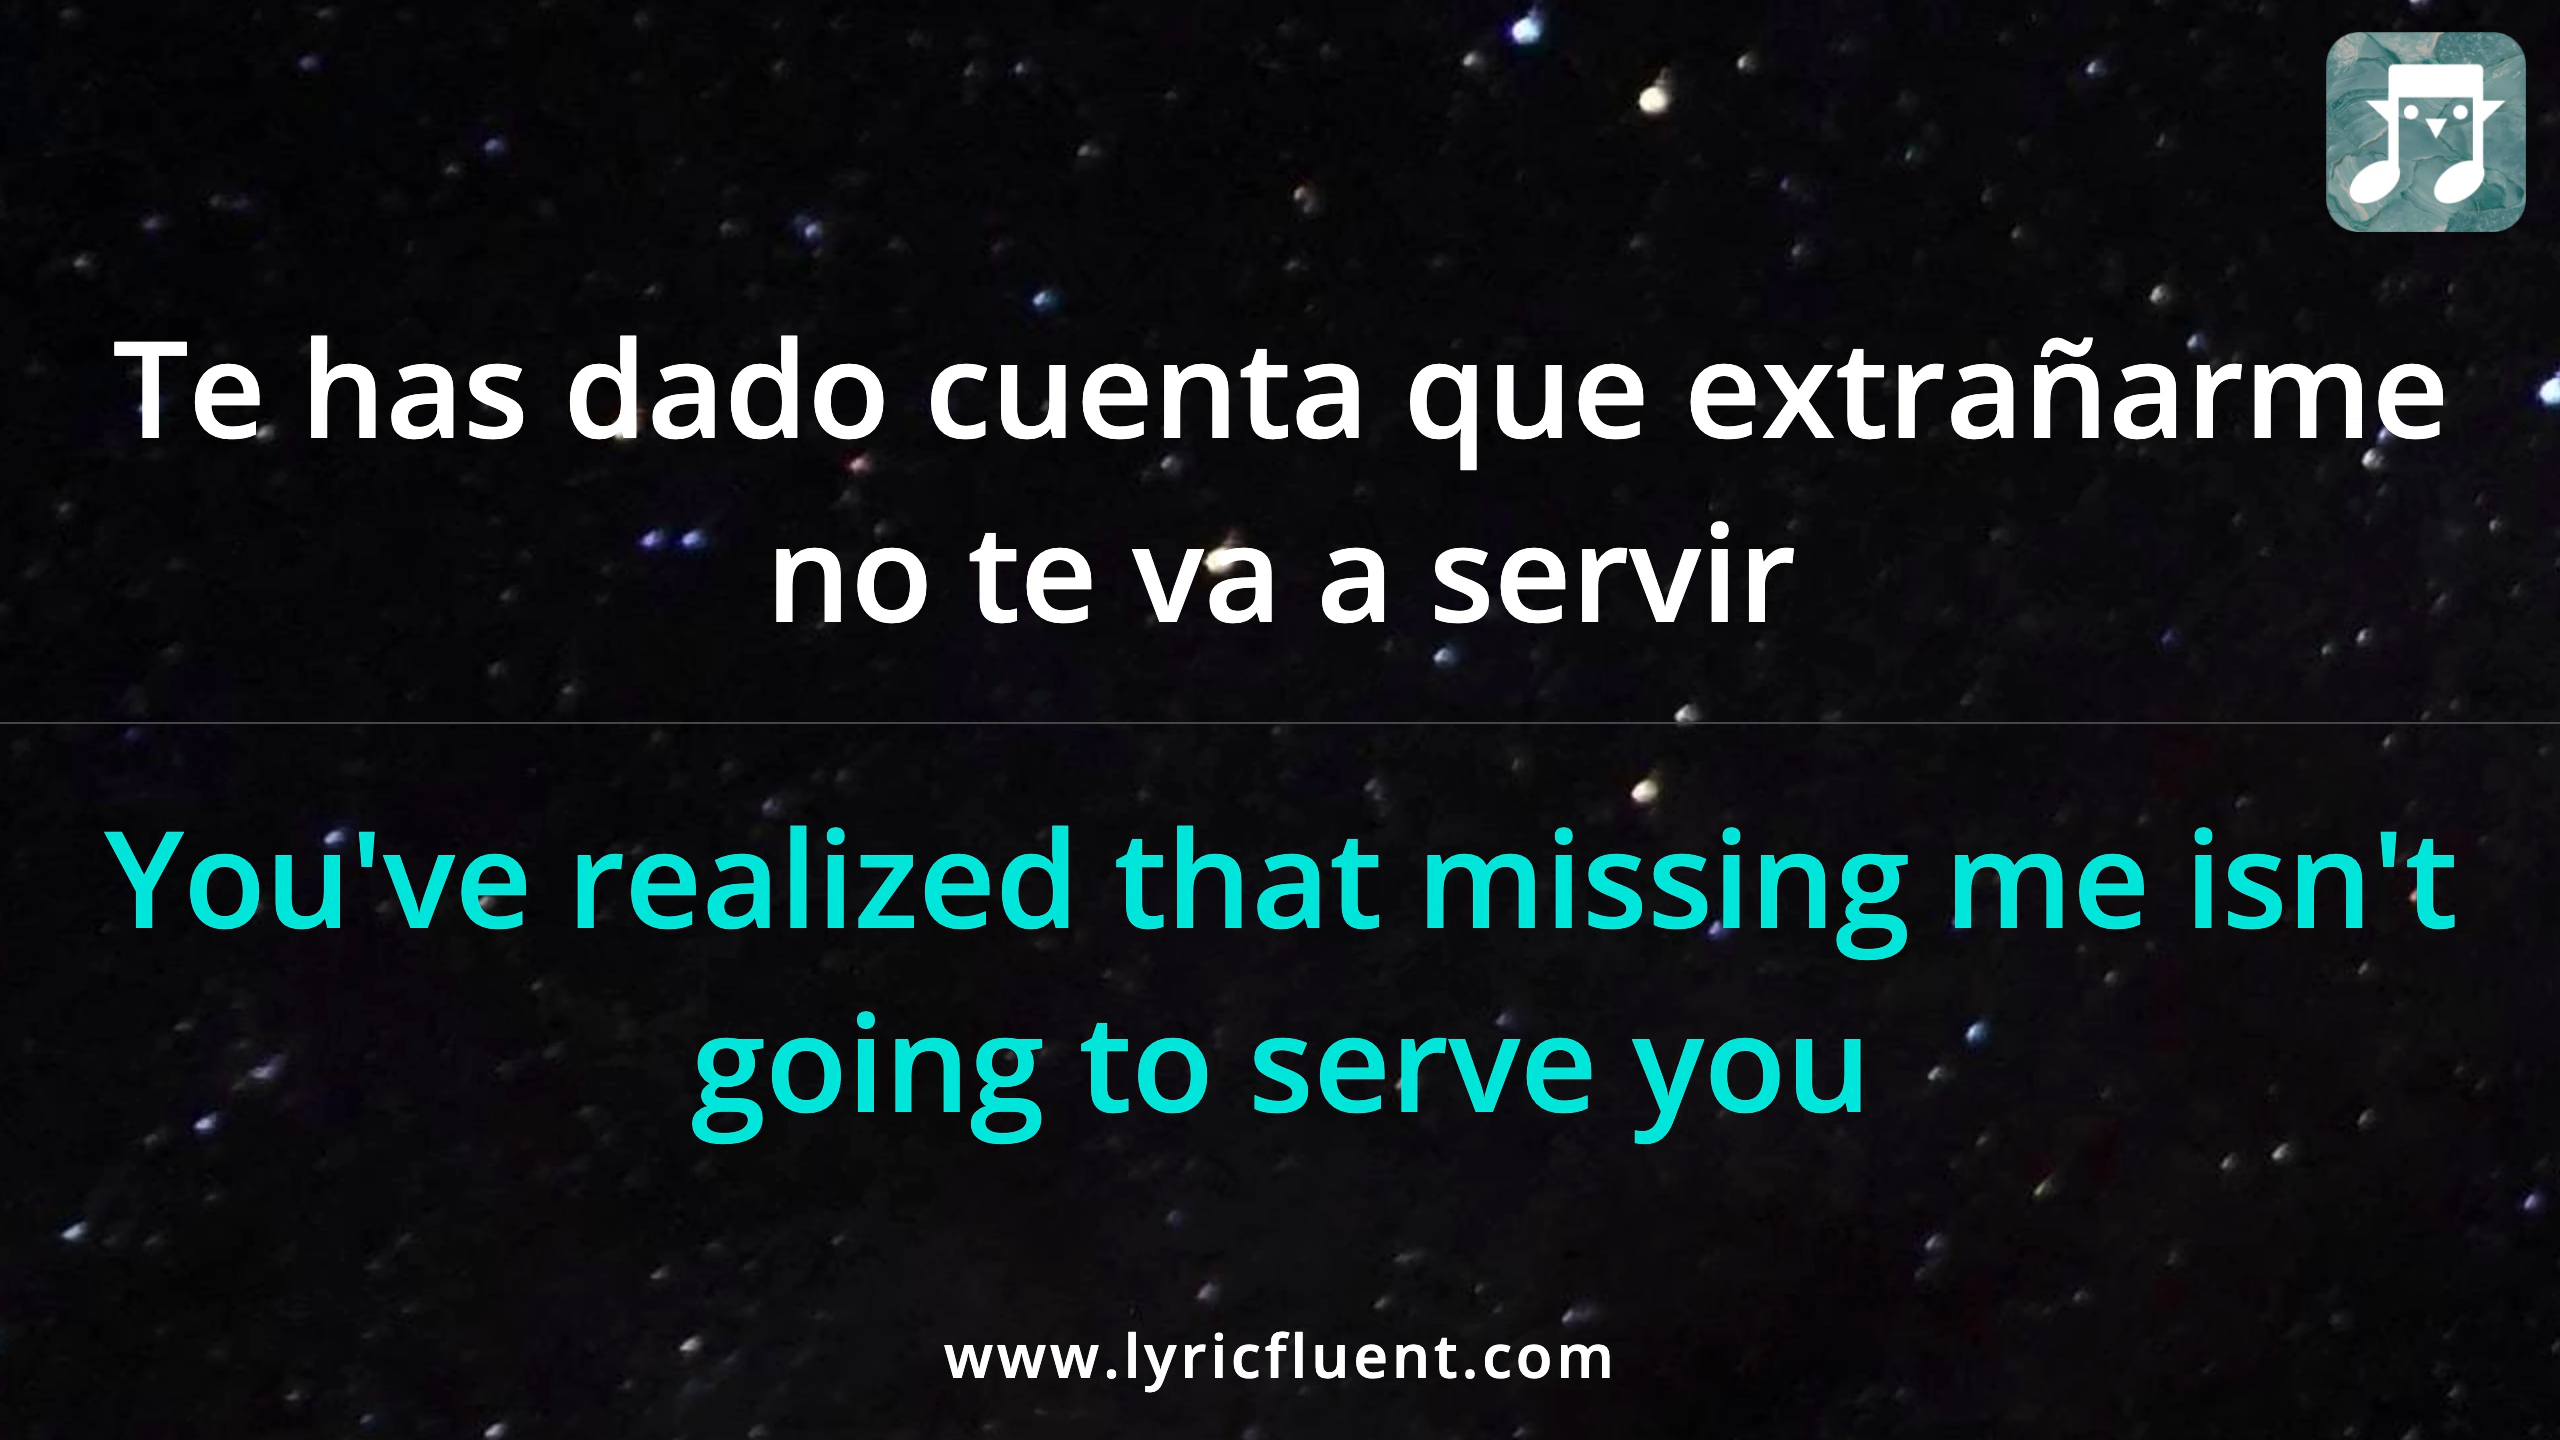 Te has dado cuenta que extrañarme
no te va a servir
You've realized that missing me isn't
going to serve you
www.lyricfluent.com